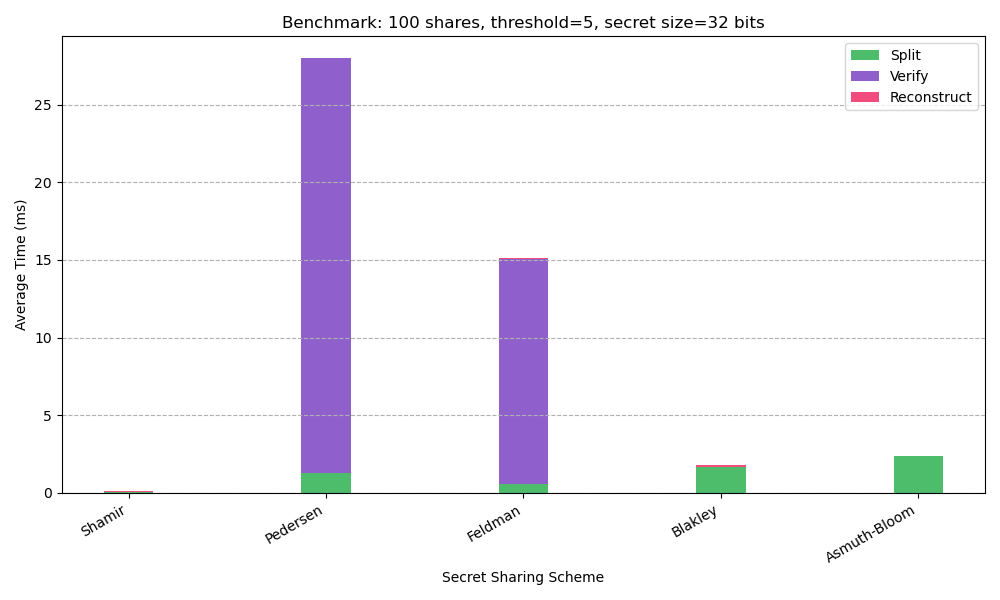 Benchmark: 100 shares, threshold=5, secret size=32 bits
Split
Verify
Reconstruct
Average Time (ms)
25
20
15
10
5
0
Shamir
Pedersen
Feldman
Blakley
Asmuth-Bloom
Secret Sharing Scheme